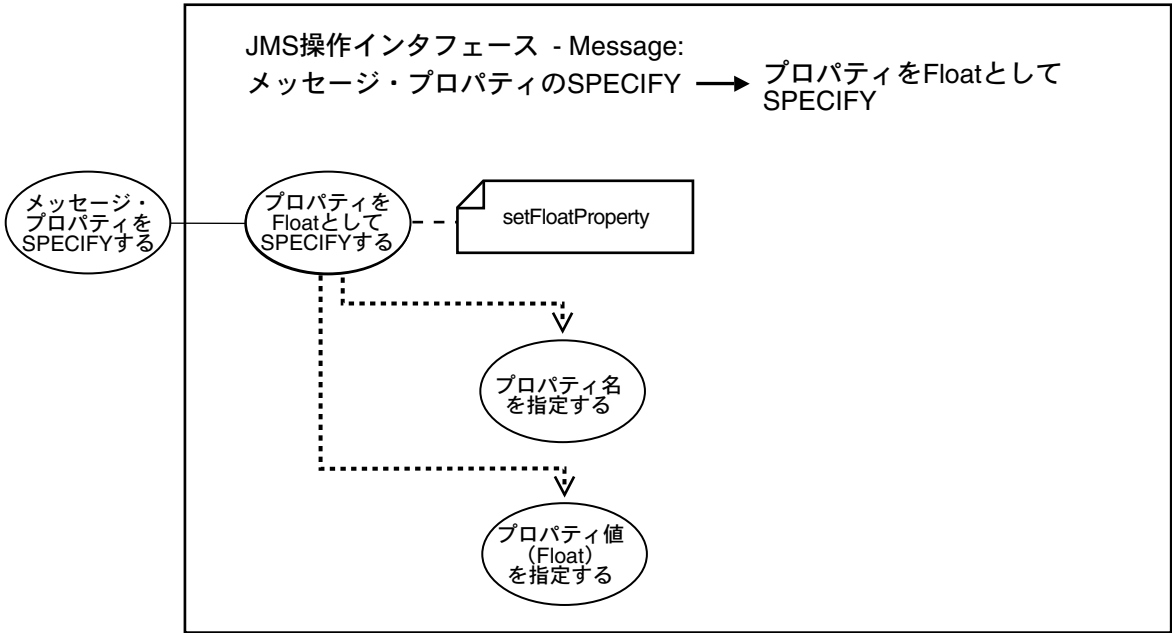 JMS操作インタフェース - Message:
メッセージ・プロパティのSPECIFY
プロパティをFloatとして
SPECIFY
メッセージ・
プロパティを
SPECIFYする
プロパティを
Floatとして
SPECIFYする
setFloatProperty
プロパティ名
を指定する
プロパティ値
（Float）
を指定する